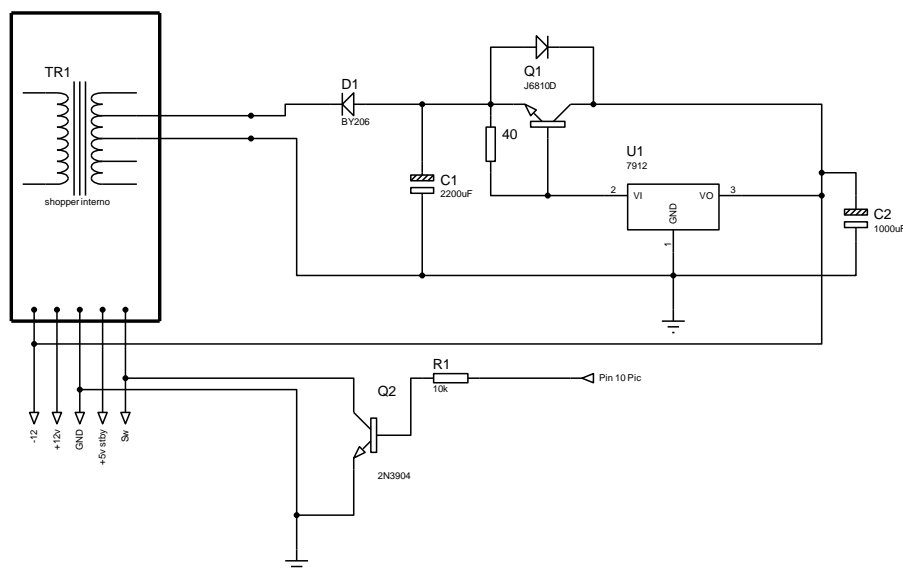 TR1
shopper interno
D1
BY206
Q1
J6810D
40
C1
2200uF
U1
7912
2
VI
VO
3
GND
1
C2
1000uF
-12
+12v
GND
+5v stby
Sw
Q2
2N3904
R1
10k
Pin 10 Pic